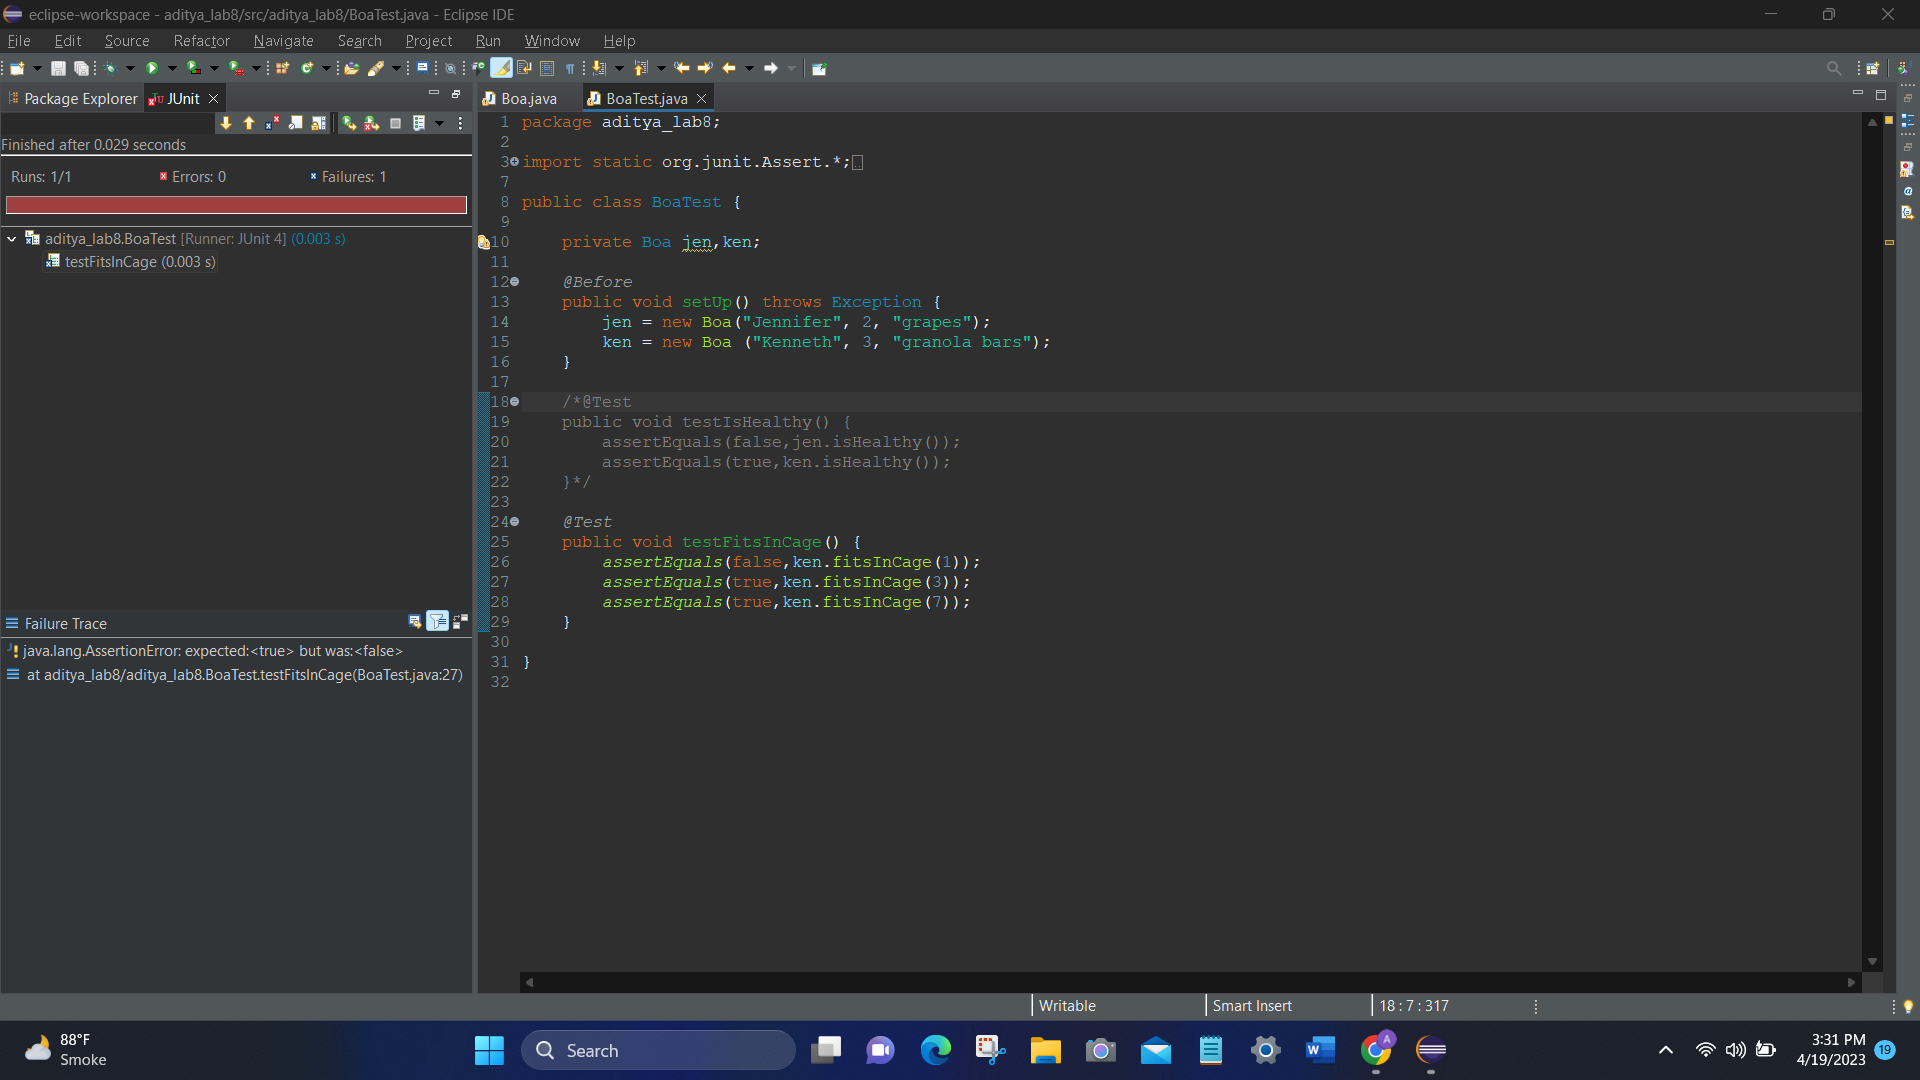 eclipse-workspace - aditya_lab8/src/aditya_lab8/BoaTest.java - Eclipse IDE
File Edit Source Refactor Navigate Search Project Run Window Help
Package Explorer JUnit
Finished after 0.029 seconds
Runs: 1/1 Errors: 0 Failures: 1
aditya_lab8.BoaTest [Runner: JUnit 4] (0.003 s)
testFitsInCage (0.003 s)
Failure Trace
java.lang.AssertionError: expected:<true> but was:<false>
at aditya_lab8/aditya_lab8.BoaTest.testFitsInCage(BoaTest.java:27)
Boa.java BoaTest.java
1 package aditya_lab8;
2
3 import static org.junit.Assert.*;
7
8 public class BoaTest {
9
10 private Boa jen,ken;
11
12 @Before
13 public void setUp() throws Exception {
14 jen = new Boa("Jennifer", 2, "grapes");
15 ken = new Boa ("Kenneth", 3, "granola bars");
16 }
17
18 /*@Test
19 public void testIsHealthy() {
20 assertEquals(false,jen.isHealthy());
21 assertEquals(true,ken.isHealthy());
22 }*/
23
24 @Test
25 public void testFitsInCage() {
26 assertEquals(false,ken.fitsInCage(1));
27 assertEquals(true,ken.fitsInCage(3));
28 assertEquals(true,ken.fitsInCage(7));
29 }
30
31 }
32
Writable Smart Insert 18 : 7 : 317
88°F
Smoke
Search
3:31 PM
4/19/2023
19